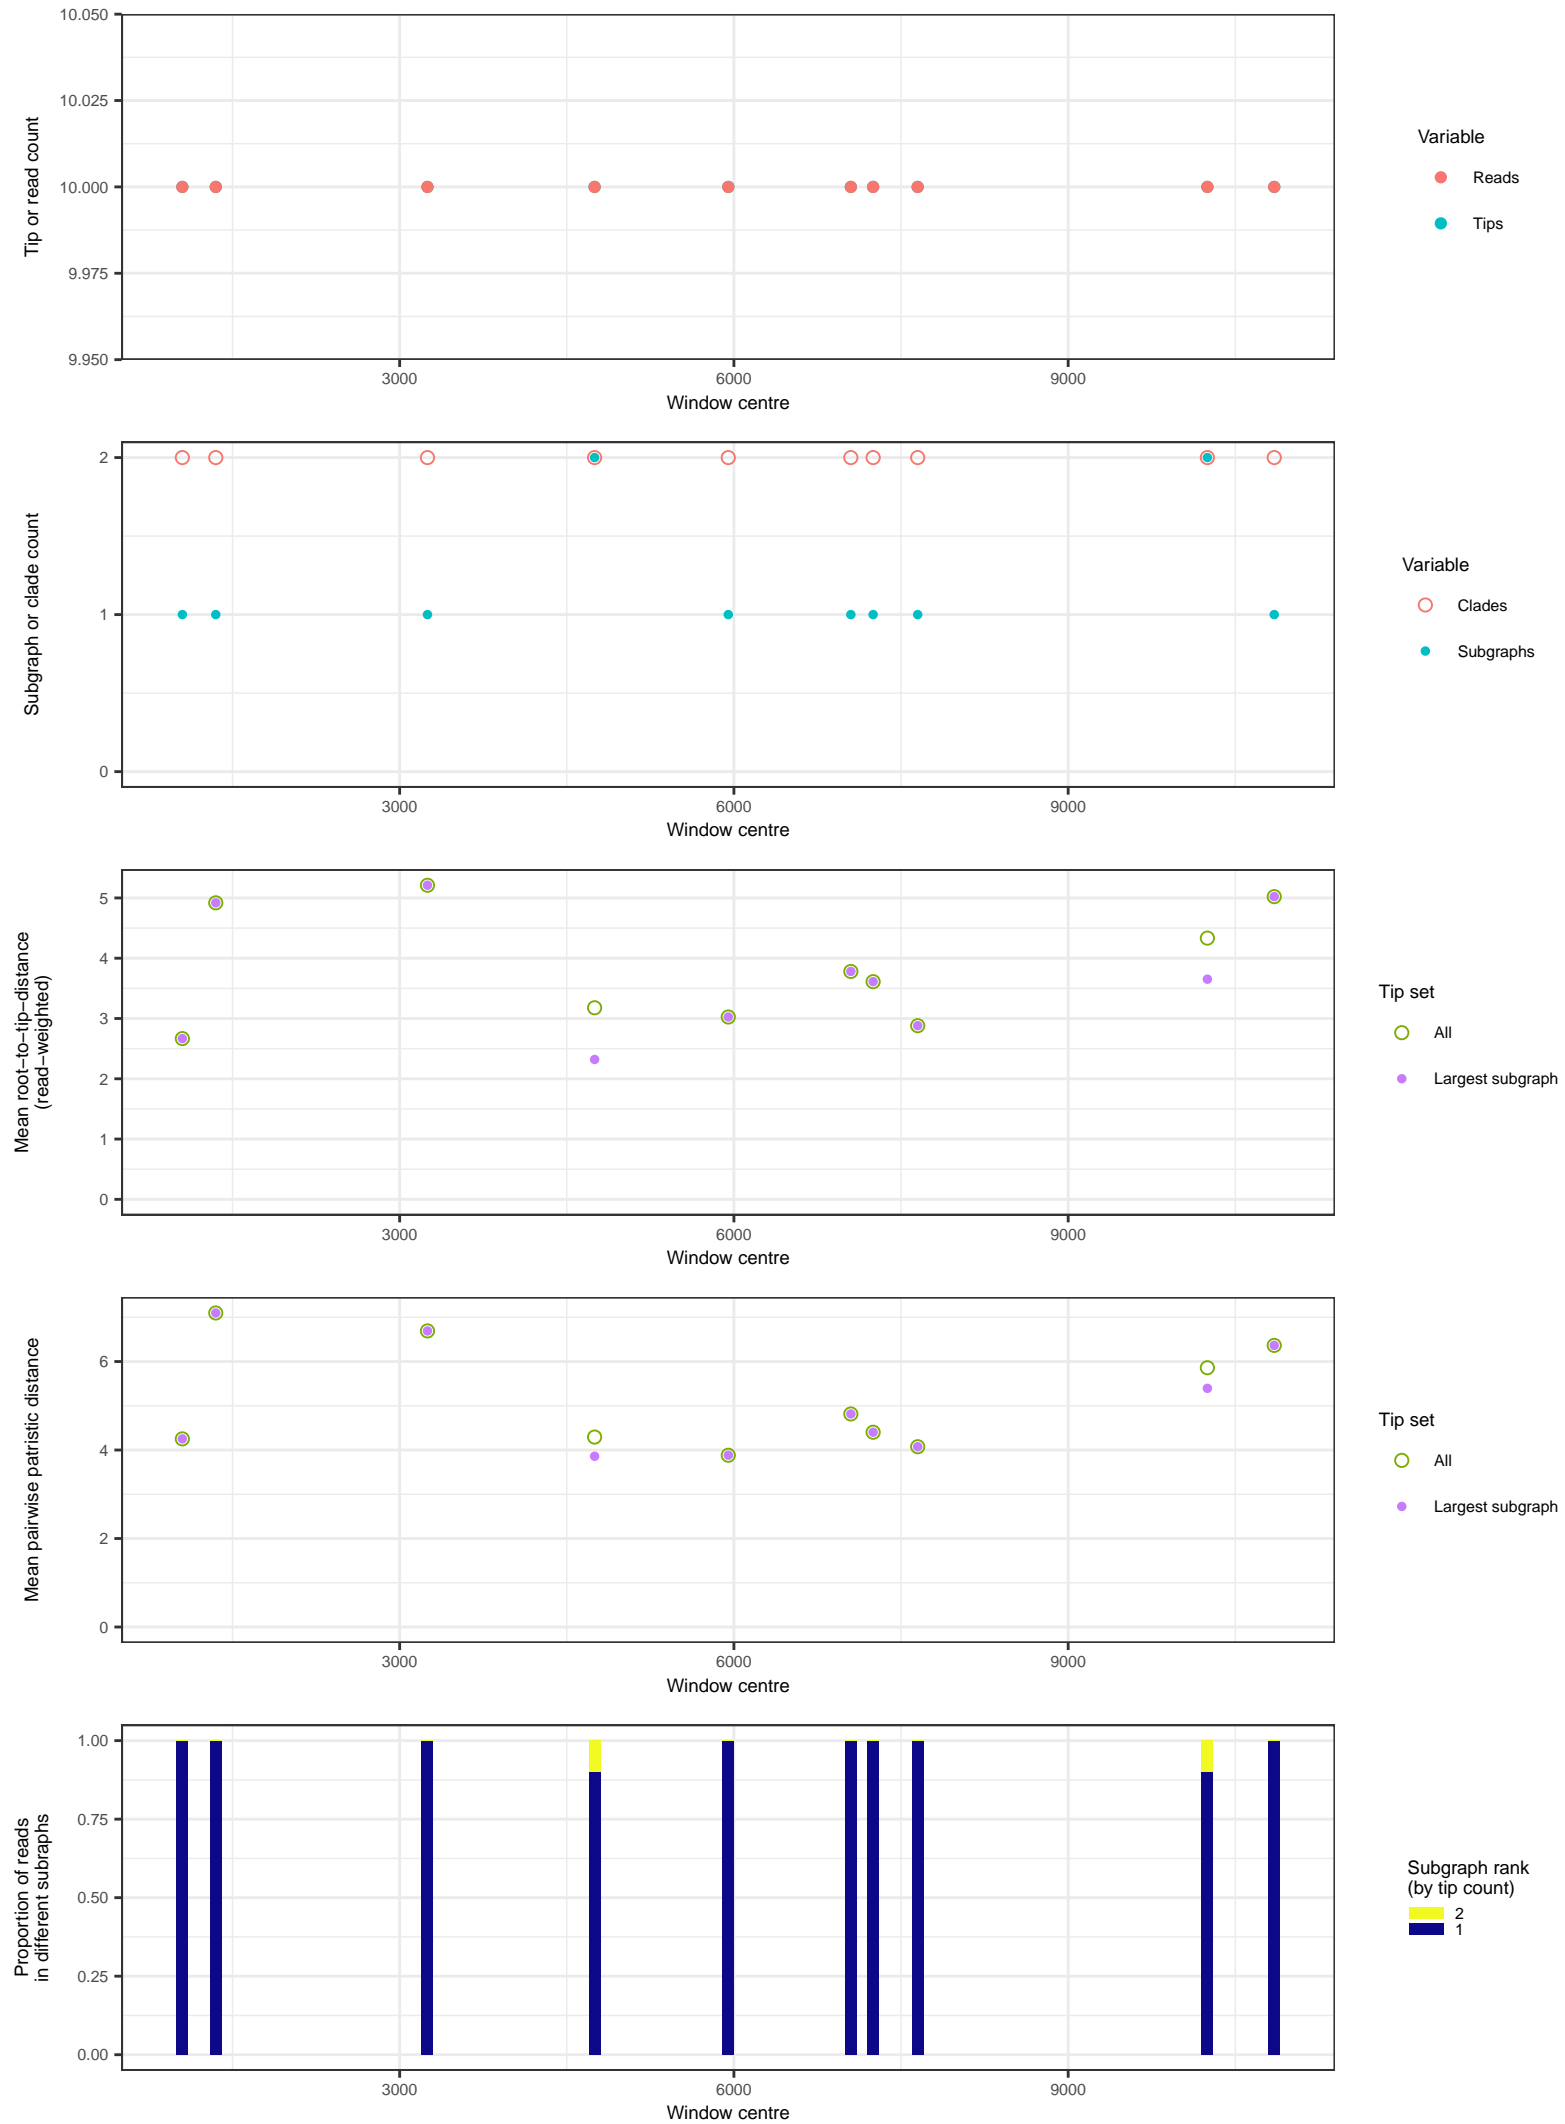 10.050
10.025
10.000
9.975
9.950
Tip or read count
3000 6000 9000
Window centre
Variable
Reads
Tips
2
1
0
Subgraph or clade count
3000 6000 9000
Window centre
Variable
Clades
Subgraphs
5
4
3
2
1
0
Mean root−to−tip−distance
(read−weighted)
3000 6000 9000
Window centre
Tip set
All
Largest subgraph
6
4
2
0
Mean pairwise patristic distance
3000 6000 9000
Window centre
Tip set
All
Largest subgraph
1.00
0.75
0.50
0.25
0.00
Proportion of reads
in different subraphs
3000 6000 9000
Window centre
Subgraph rank
(by tip count)
2
1